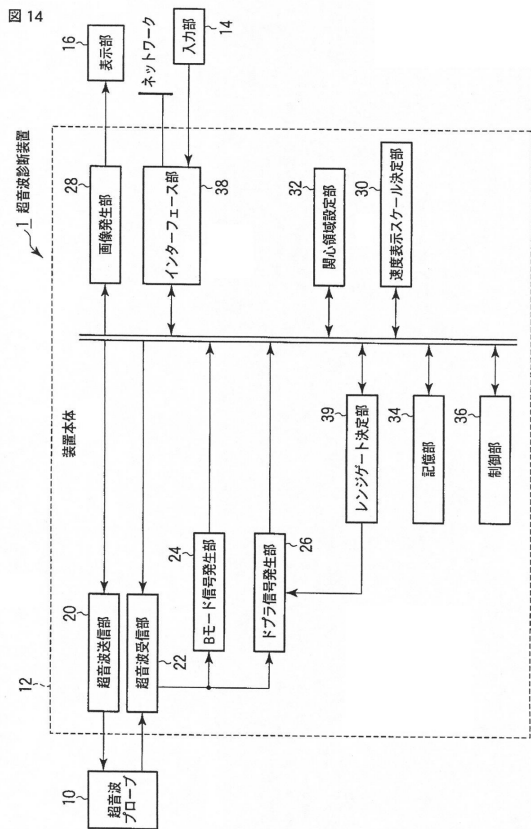 図 14
1 超音波診断装置
12
装置本体
10
超音波
プローブ
20
超音波送信部
超音波受信部
22
24
Bモード信号発生部
ドプラ信号発生部
26
39
レンジゲート決定部
34
記憶部
36
制御部
28
画像発生部
インターフェース部
38
32
関心領域設定部
30
速度表示スケール決定部
16
表示部
ネットワーク
14
入力部